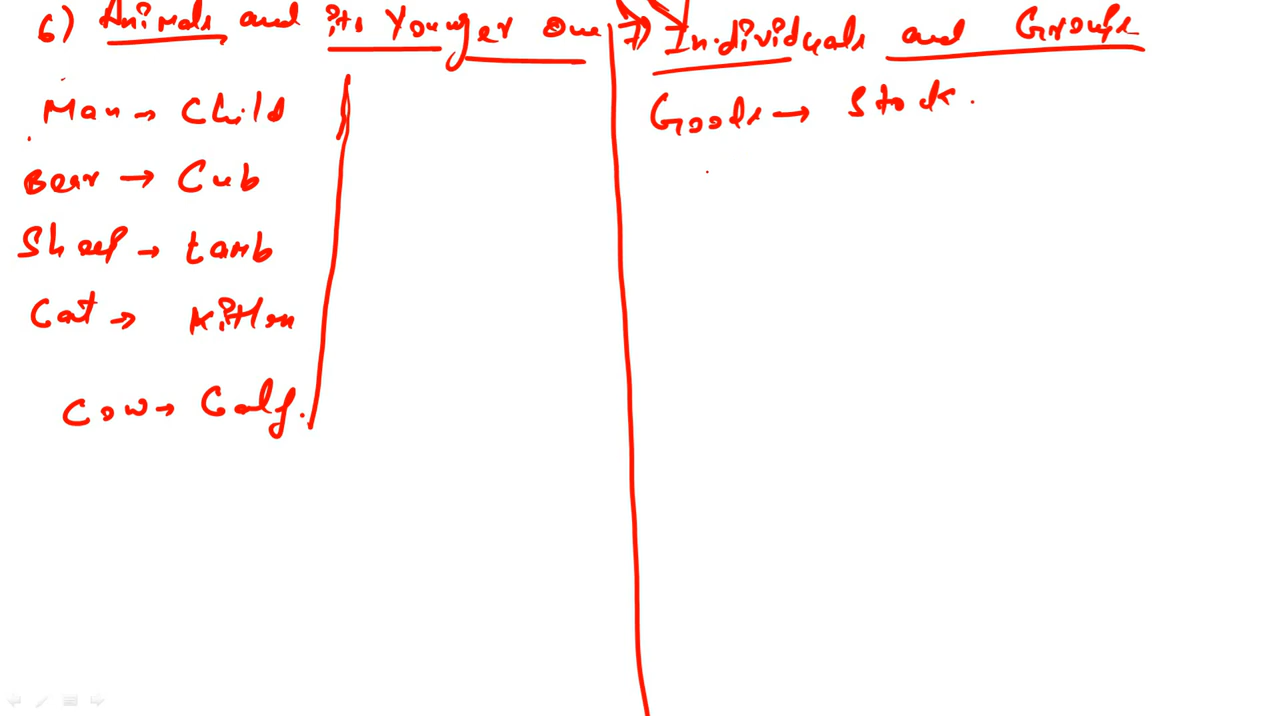 6) Animals and its Younger One
Man → Child
Bear → Cub
Sheep → Lamb
Cat → Kitten
Cow → Calf.
7) Individuals and Groups
Goods → Stock.